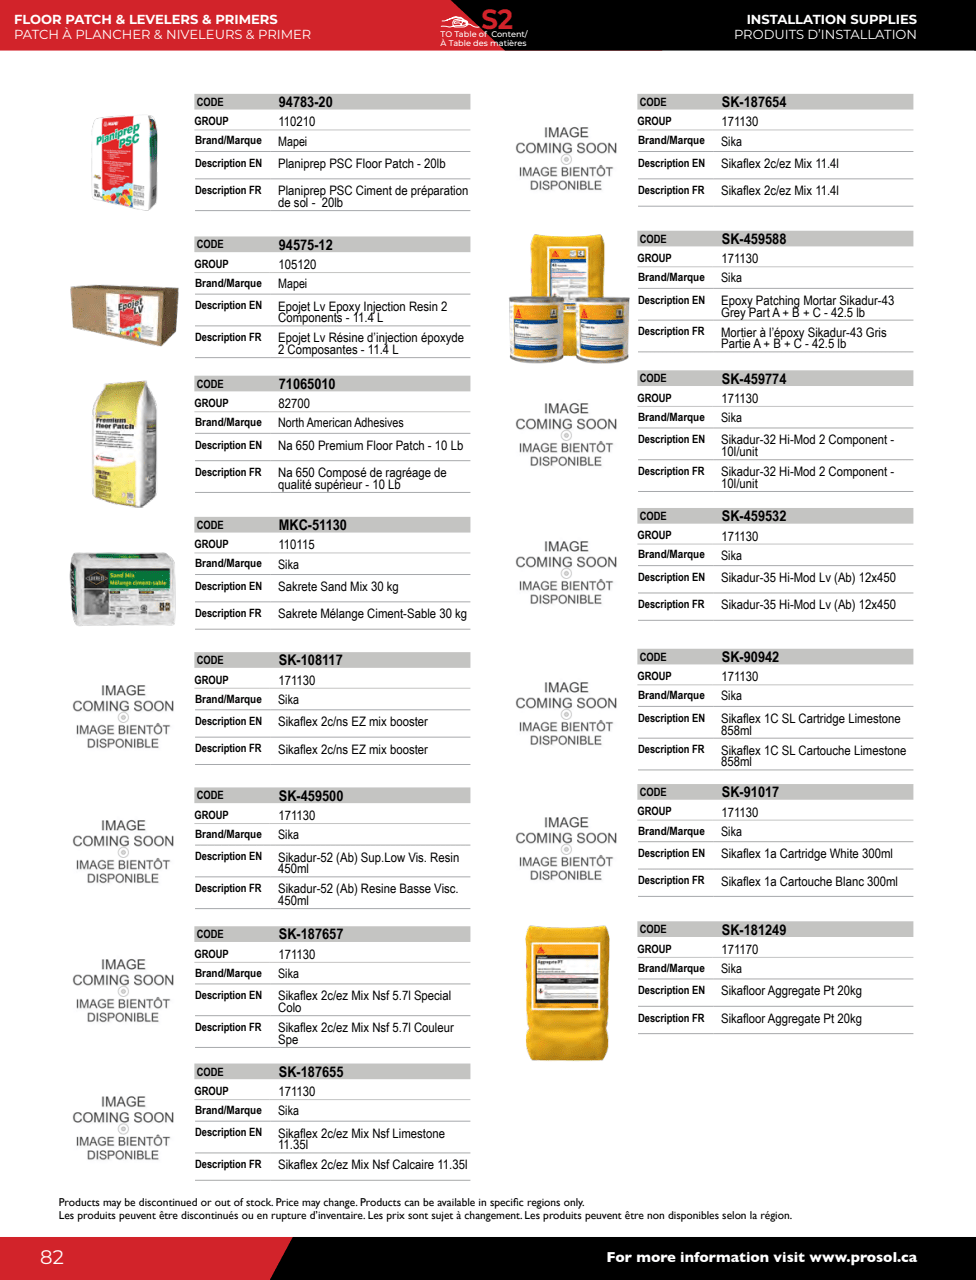 FLOOR PATCH & LEVELERS & PRIMERS
PATCH À PLANCHER & NIVELEURS & PRIMER
S2
TO Table of Content/
À Table des matières
INSTALLATION SUPPLIES
PRODUITS D'INSTALLATION
Planiprep
PSC
CODE 94783-20
GROUP 110210
Brand/Marque Mapei
Description EN Planiprep PSC Floor Patch - 20lb
Description FR Planiprep PSC Ciment de préparation
de sol - 20lb
Epojet
LV
CODE 94575-12
GROUP 105120
Brand/Marque Mapei
Description EN Epojet Lv Epoxy Injection Resin 2
Components - 11.4 L
Description FR Epojet Lv Résine d'injection époxyde
2 Composantes - 11.4 L
Premium
Floor Patch
CODE 71065010
GROUP 82700
Brand/Marque North American Adhesives
Description EN Na 650 Premium Floor Patch - 10 Lb
Description FR Na 650 Composé de ragréage de
qualité supérieur - 10 Lb
Sand Mix
Mélange ciment-sable
CODE MKC-51130
GROUP 110115
Brand/Marque Sika
Description EN Sakrete Sand Mix 30 kg
Description FR Sakrete Mélange Ciment-Sable 30 kg
IMAGE
COMING SOON
IMAGE BIENTÔT
DISPONIBLE
CODE SK-108117
GROUP 171130
Brand/Marque Sika
Description EN Sikaflex 2c/ns EZ mix booster
Description FR Sikaflex 2c/ns EZ mix booster
IMAGE
COMING SOON
IMAGE BIENTÔT
DISPONIBLE
CODE SK-459500
GROUP 171130
Brand/Marque Sika
Description EN Sikadur-52 (Ab) Sup.Low Vis. Resin
450ml
Description FR Sikadur-52 (Ab) Resine Basse Visc.
450ml
IMAGE
COMING SOON
IMAGE BIENTÔT
DISPONIBLE
CODE SK-187657
GROUP 171130
Brand/Marque Sika
Description EN Sikaflex 2c/ez Mix Nsf 5.7l Special
Colo
Description FR Sikaflex 2c/ez Mix Nsf 5.7l Couleur
Spe
IMAGE
COMING SOON
IMAGE BIENTÔT
DISPONIBLE
CODE SK-187655
GROUP 171130
Brand/Marque Sika
Description EN Sikaflex 2c/ez Mix Nsf Limestone
11.35l
Description FR Sikaflex 2c/ez Mix Nsf Calcaire 11.35l
IMAGE
COMING SOON
IMAGE BIENTÔT
DISPONIBLE
CODE SK-187654
GROUP 171130
Brand/Marque Sika
Description EN Sikaflex 2c/ez Mix 11.4l
Description FR Sikaflex 2c/ez Mix 11.4l
CODE SK-459588
GROUP 171130
Brand/Marque Sika
Description EN Epoxy Patching Mortar Sikadur-43
Grey Part A + B + C - 42.5 lb
Description FR Mortier à l'époxy Sikadur-43 Gris
Partie A + B + C - 42.5 lb
IMAGE
COMING SOON
IMAGE BIENTÔT
DISPONIBLE
CODE SK-459774
GROUP 171130
Brand/Marque Sika
Description EN Sikadur-32 Hi-Mod 2 Component -
10l/unit
Description FR Sikadur-32 Hi-Mod 2 Component -
10l/unit
IMAGE
COMING SOON
IMAGE BIENTÔT
DISPONIBLE
CODE SK-459532
GROUP 171130
Brand/Marque Sika
Description EN Sikadur-35 Hi-Mod Lv (Ab) 12x450
Description FR Sikadur-35 Hi-Mod Lv (Ab) 12x450
IMAGE
COMING SOON
IMAGE BIENTÔT
DISPONIBLE
CODE SK-90942
GROUP 171130
Brand/Marque Sika
Description EN Sikaflex 1C SL Cartridge Limestone
858ml
Description FR Sikaflex 1C SL Cartouche Limestone
858ml
IMAGE
COMING SOON
IMAGE BIENTÔT
DISPONIBLE
CODE SK-91017
GROUP 171130
Brand/Marque Sika
Description EN Sikaflex 1a Cartridge White 300ml
Description FR Sikaflex 1a Cartouche Blanc 300ml
Aggregate PT
CODE SK-181249
GROUP 171170
Brand/Marque Sika
Description EN Sikafloor Aggregate Pt 20kg
Description FR Sikafloor Aggregate Pt 20kg
Products may be discontinued or out of stock. Price may change. Products can be available in specific regions only.
Les produits peuvent être discontinués ou en rupture d'inventaire. Les prix sont sujet à changement. Les produits peuvent être non disponibles selon la région.
82
For more information visit www.prosol.ca